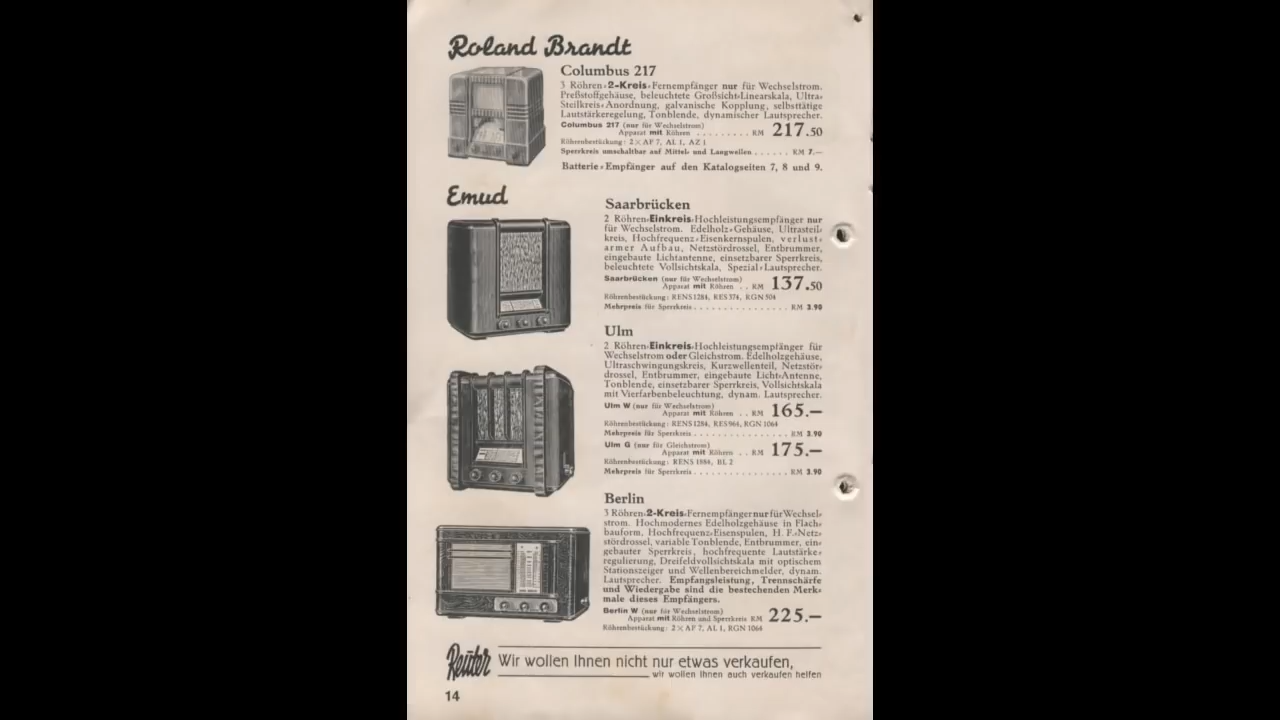 Roland Brandt
Columbus 217
3 Röhren-2-Kreis-Fernempfänger nur für Wechselstrom.
Preßstoffgehäuse, beleuchtete Großsicht-Linearskala, Ultra-
Steilkreis-Anordnung, galvanische Kopplung, selbsttätige
Lautstärkeregelung, Tonblende, dynamischer Lautsprecher.
Columbus 217 (nur für Wechselstrom)
Apparat mit Röhren . . . . . . . . . RM 217.50
Röhrenbestückung: 2×AF 7, AL 1, AZ 1
Sperrkreis umschaltbar auf Mittel- und Langwellen . . . . . . RM 7.—
Batterie-Empfänger auf den Katalogseiten 7, 8 und 9.
Emud
Saarbrücken
2 Röhren-Einkreis-Hochleistungsempfänger nur
für Wechselstrom. Edelholz-Gehäuse, Ultrasteil-
kreis, Hochfrequenz-Eisenkernspulen, verlust-
armer Aufbau, Netzstördrossel, Entbrummer,
eingebaute Lichtantenne, einsetzbarer Sperrkreis,
beleuchtete Vollsichtskala, Spezial-Lautsprecher.
Saarbrücken (nur für Wechselstrom)
Apparat mit Röhren . . RM 137.50
Röhrenbestückung: RENS 1284, RES 374, RGN 504
Mehrpreis für Sperrkreis . . . . . . . . . . . . . . . . RM 3.90
Ulm
2 Röhren-Einkreis-Hochleistungsempfänger für
Wechselstrom oder Gleichstrom. Edelholzgehäuse,
Ultraschwingungskreis, Kurzwellenteil, Netzstör-
drossel, Entbrummer, eingebaute Licht-Antenne,
Tonblende, einsetzbarer Sperrkreis, Vollsichtskala
mit Vierfarbenbeleuchtung, dynam. Lautsprecher.
Ulm W (nur für Wechselstrom)
Apparat mit Röhren . . RM 165.—
Röhrenbestückung: RENS 1284, RES 964, RGN 1064
Mehrpreis für Sperrkreis . . . . . . . . . . . . . . . . RM 3.90
Ulm G (nur für Gleichstrom)
Apparat mit Röhren . . RM 175.—
Röhrenbestückung: RENS 1884, BL 2
Mehrpreis für Sperrkreis . . . . . . . . . . . . . . . . RM 3.90
Berlin
3 Röhren-2-Kreis-Fernempfänger nur für Wechsel-
strom. Hochmodernes Edelholzgehäuse in Flach-
bauform, Hochfrequenz-Eisenspulen, H. F.-Netz-
stördrossel, variable Tonblende, Entbrummer, ein-
gebauter Sperrkreis, hochfrequente Lautstärke-
regulierung, Dreifeldvollsichtskala mit optischem
Stationszeiger und Wellenbereichmelder, dynam.
Lautsprecher. Empfangsleistung, Trennschärfe
und Wiedergabe sind die bestechenden Merk-
male dieses Empfängers.
Berlin W (nur für Wechselstrom)
Apparat mit Röhren und Sperrkreis RM 225.—
Röhrenbestückung: 2×AF 7, AL 1, RGN 1064
Reuter Wir wollen Ihnen nicht nur etwas verkaufen,
wir wollen Ihnen auch verkaufen helfen
14